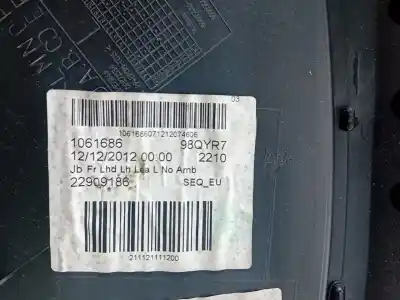 03
1061686071212074606
1061686 98QYR7
12/12/2012 00:00 2210
Jb Fr Lhd Lh Lea L No Amb
22909186 SEQ_EU
211121111200